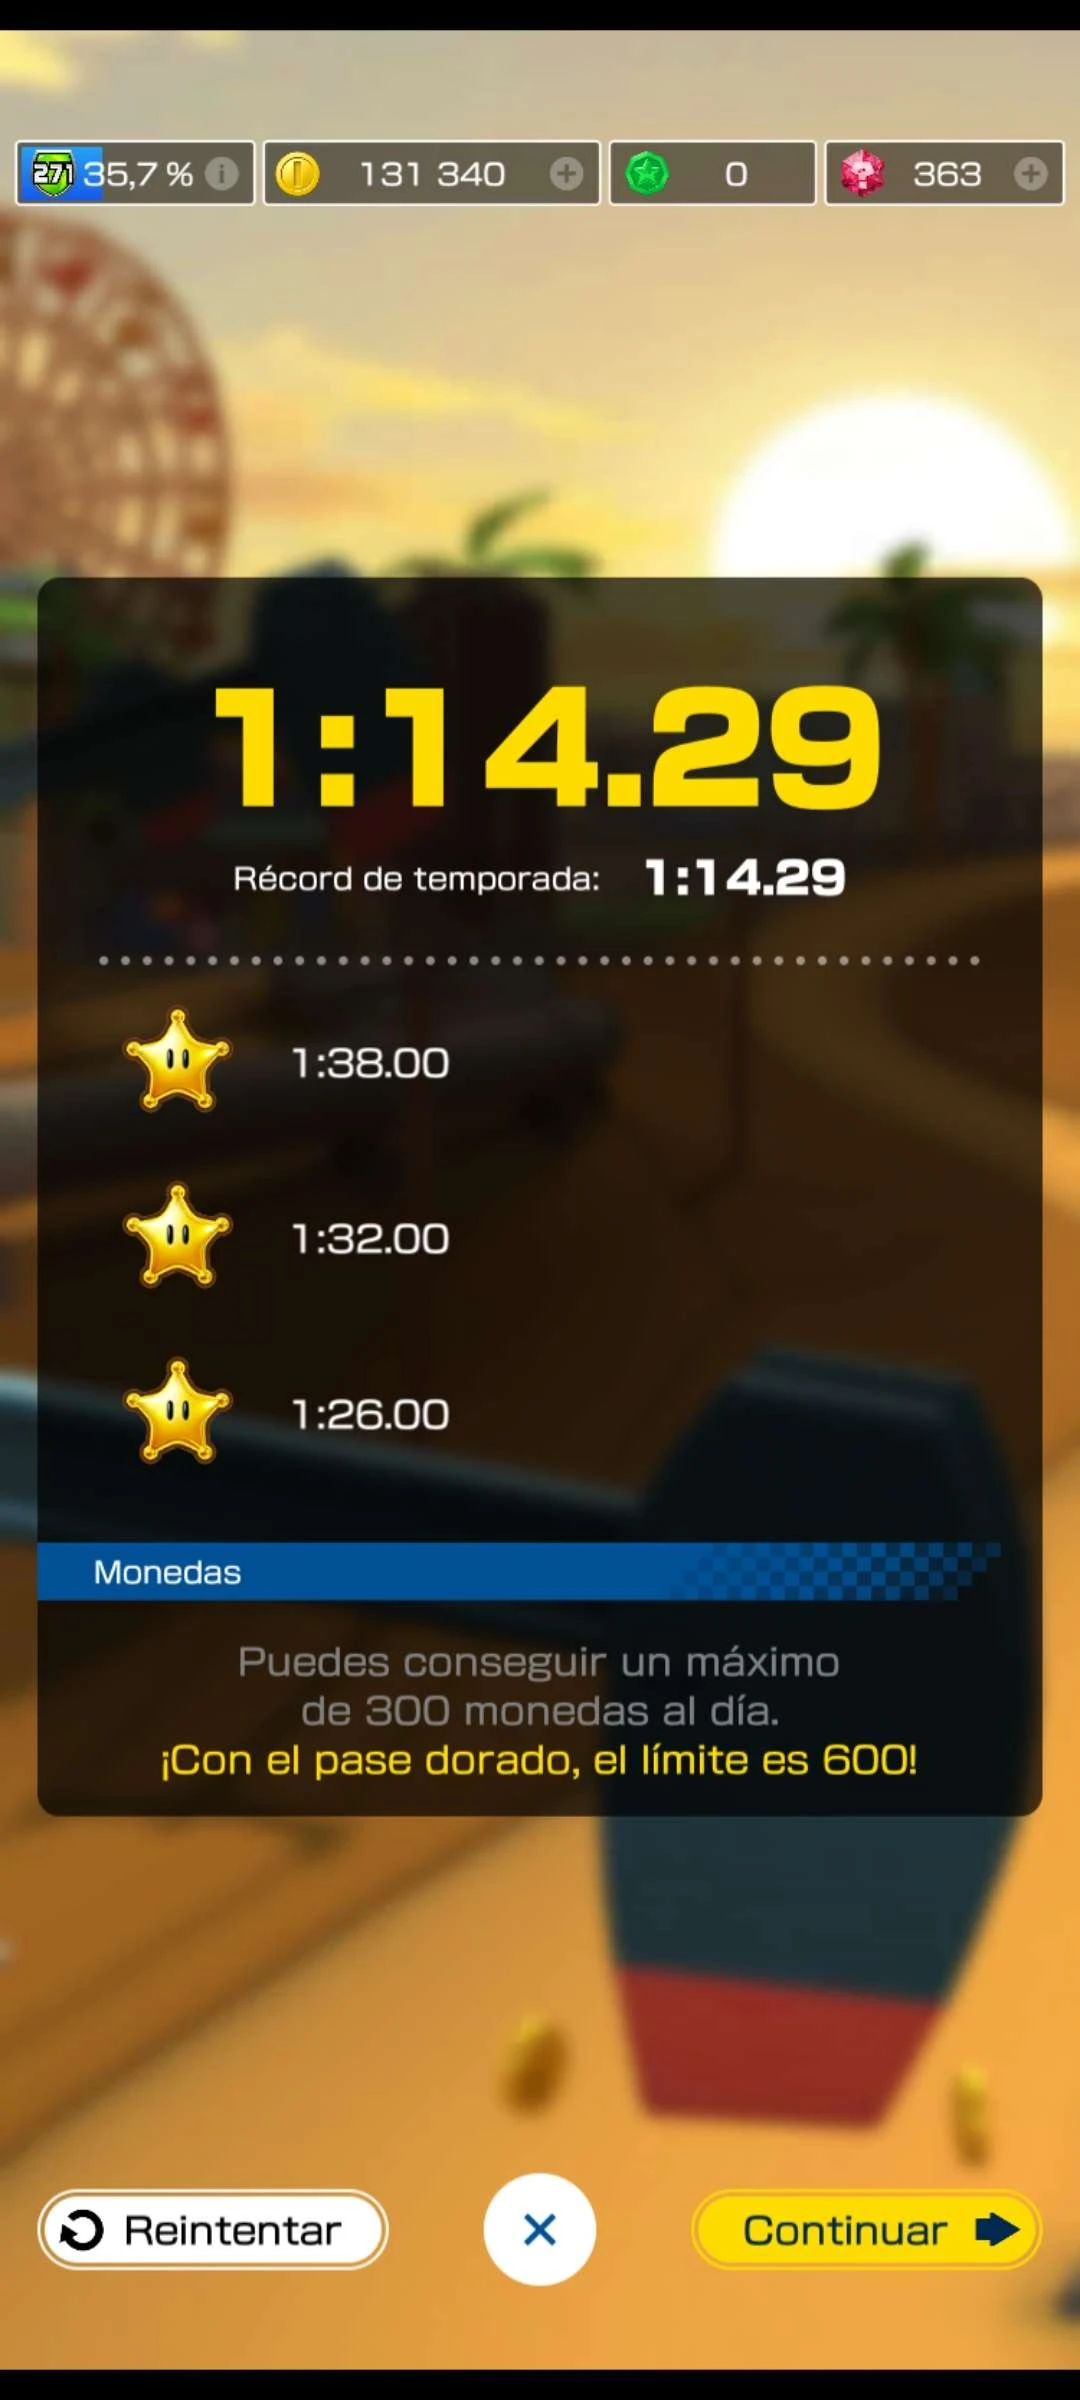 271 35,7 % i 131 340 + 0 363 +
1:14.29
Récord de temporada: 1:14.29
1:38.00
1:32.00
1:26.00
Monedas
Puedes conseguir un máximo
de 300 monedas al día.
¡Con el pase dorado, el límite es 600!
Reintentar × Continuar